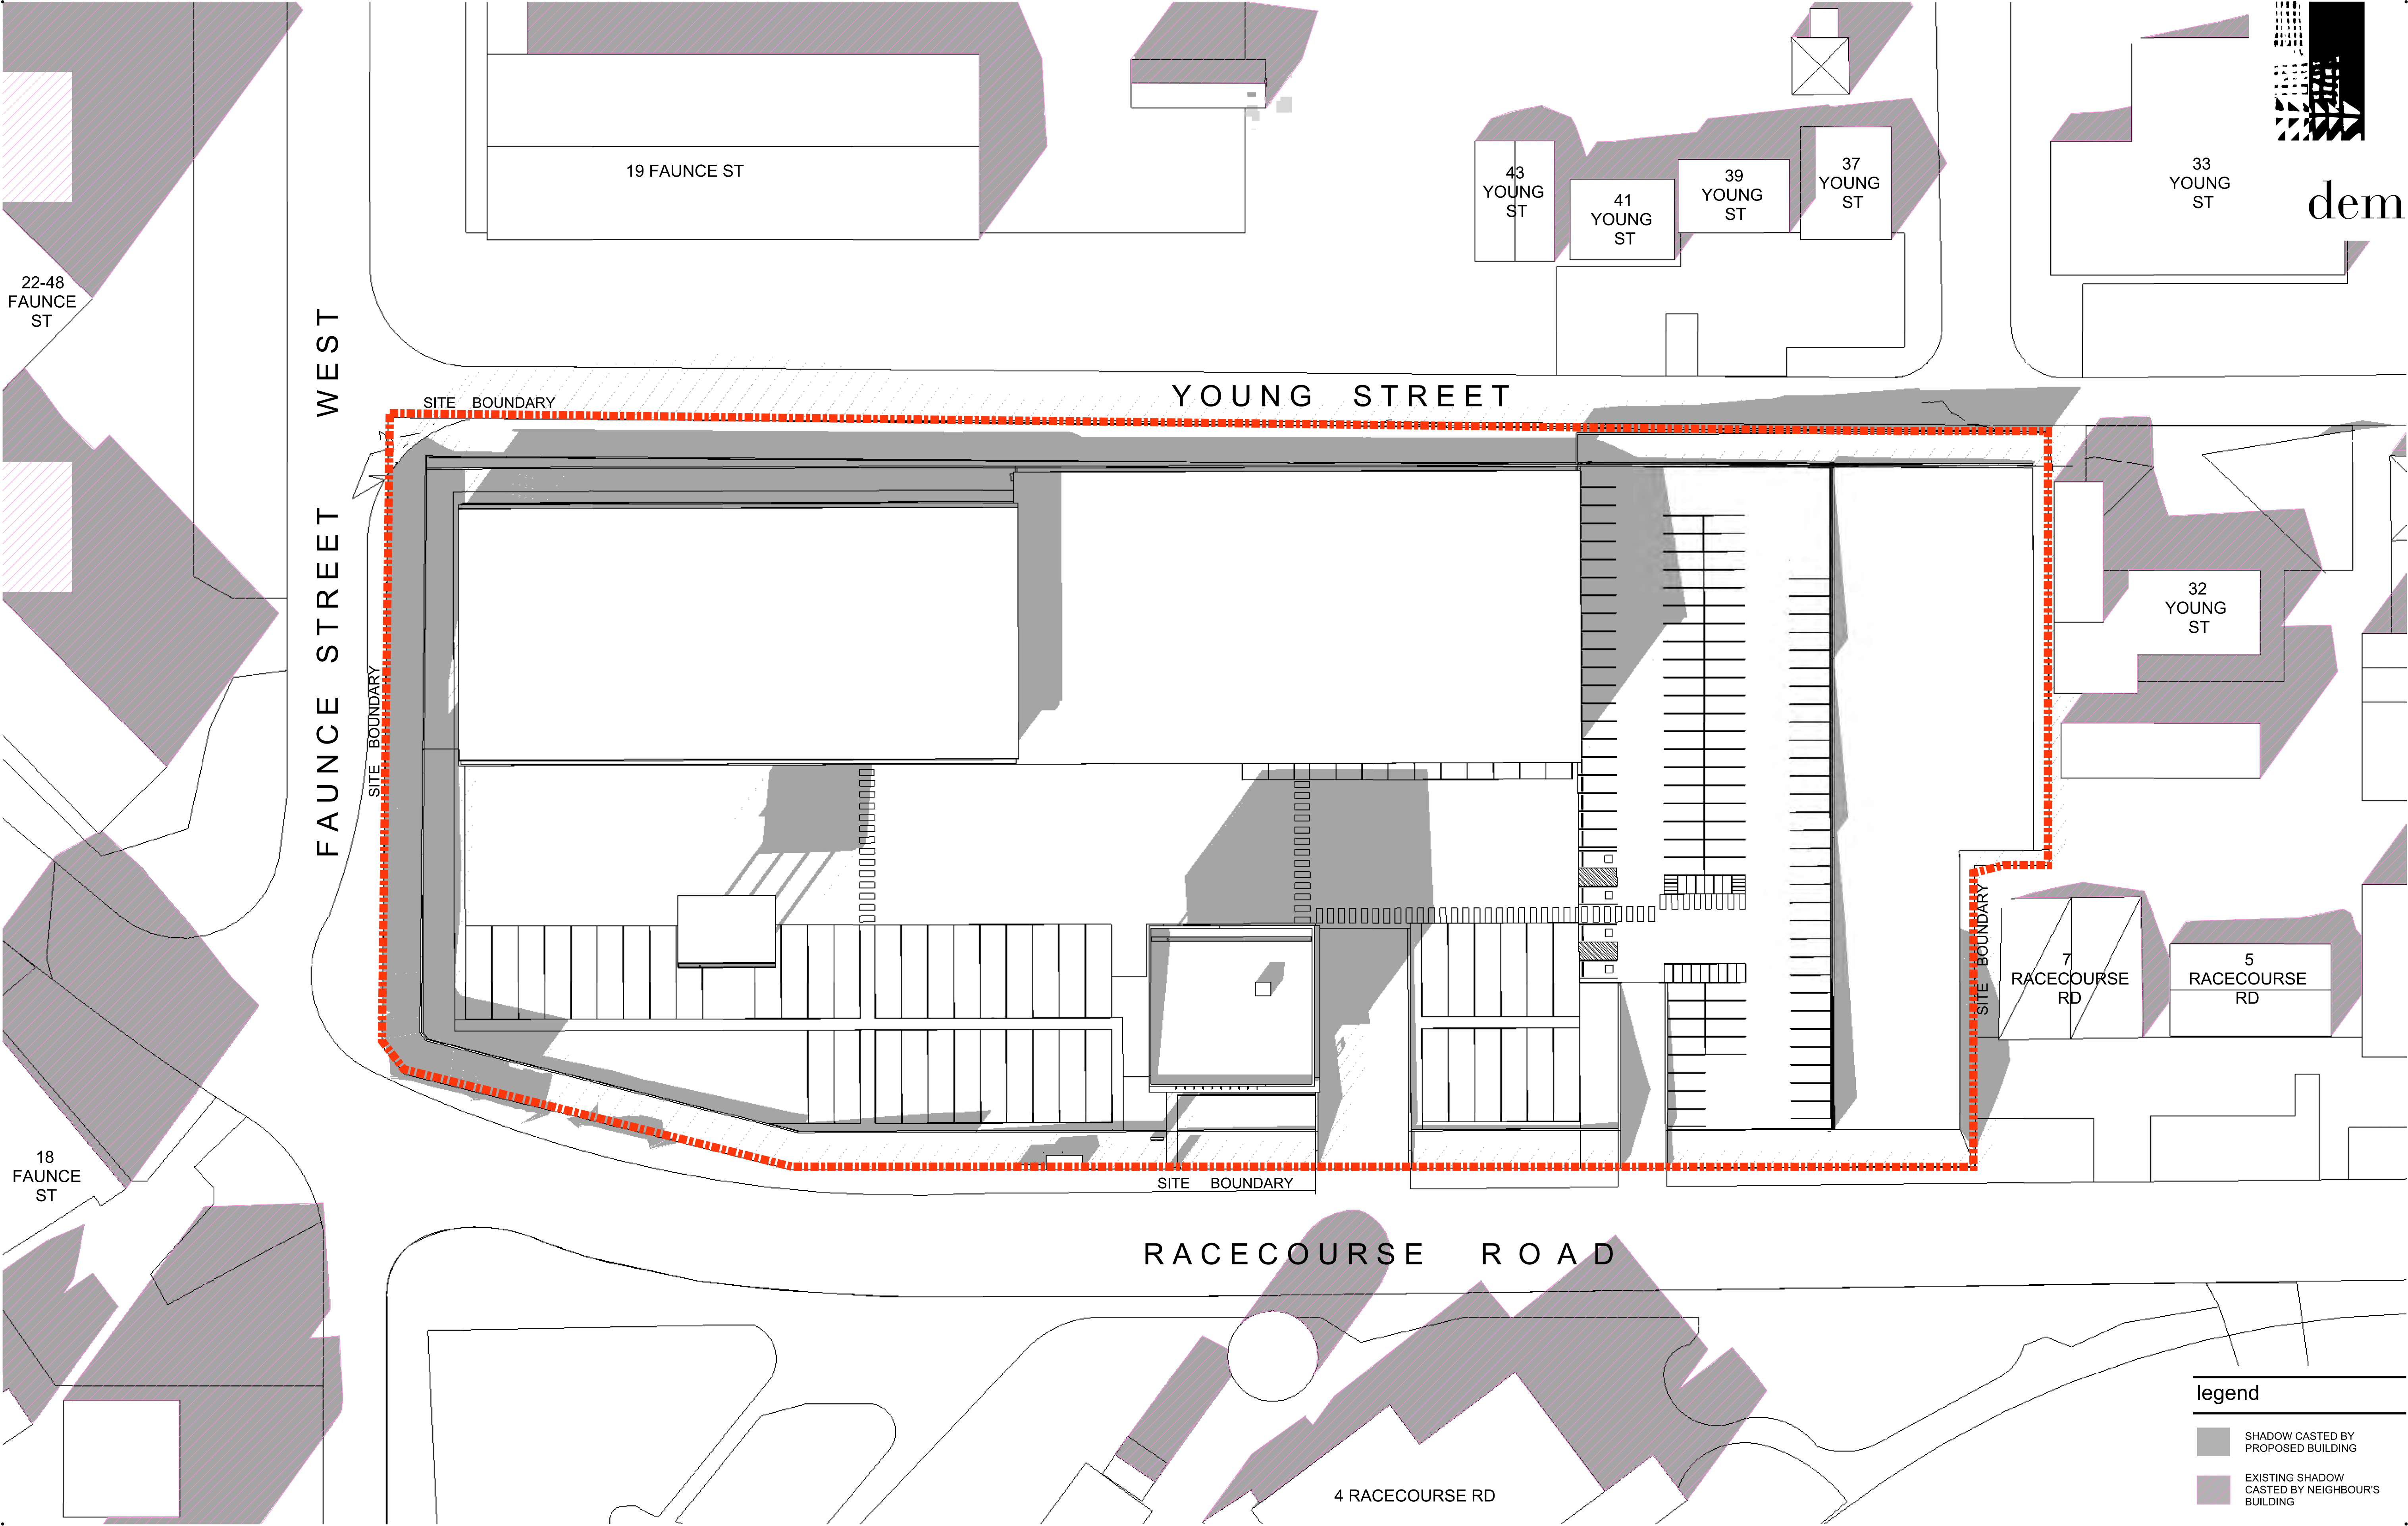 19 FAUNCE ST
43
YOUNG
ST
41
YOUNG
ST
39
YOUNG
ST
37
YOUNG
ST
33
YOUNG
ST
dem
22-48
FAUNCE
ST
FAUNCE STREET WEST
YOUNG STREET
SITE BOUNDARY
SITE BOUNDARY
32
YOUNG
ST
SITE BOUNDARY
7
RACECOURSE
RD
5
RACECOURSE
RD
18
FAUNCE
ST
SITE BOUNDARY
RACECOURSE ROAD
4 RACECOURSE RD
legend
SHADOW CASTED BY
PROPOSED BUILDING
EXISTING SHADOW
CASTED BY NEIGHBOUR'S
BUILDING